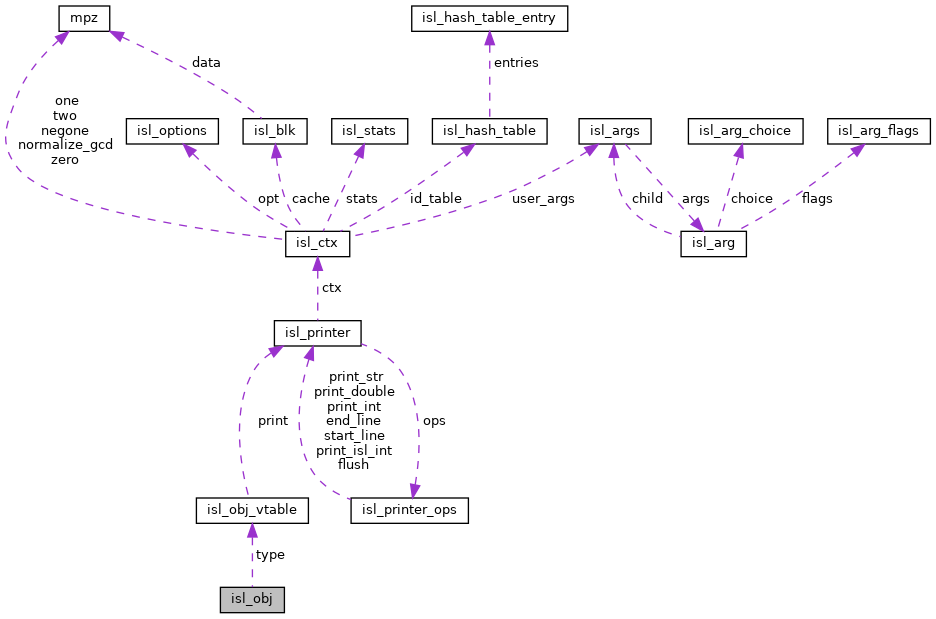 mpz
isl_hash_table_entry
data
entries
one
two
negone
normalize_gcd
zero
isl_options
isl_blk
isl_stats
isl_hash_table
isl_args
isl_arg_choice
isl_arg_flags
opt
cache
stats
id_table
user_args
child
args
choice
flags
isl_ctx
isl_arg
ctx
isl_printer
print_str
print_double
print_int
end_line
start_line
print_isl_int
flush
print
ops
isl_obj_vtable
isl_printer_ops
type
isl_obj